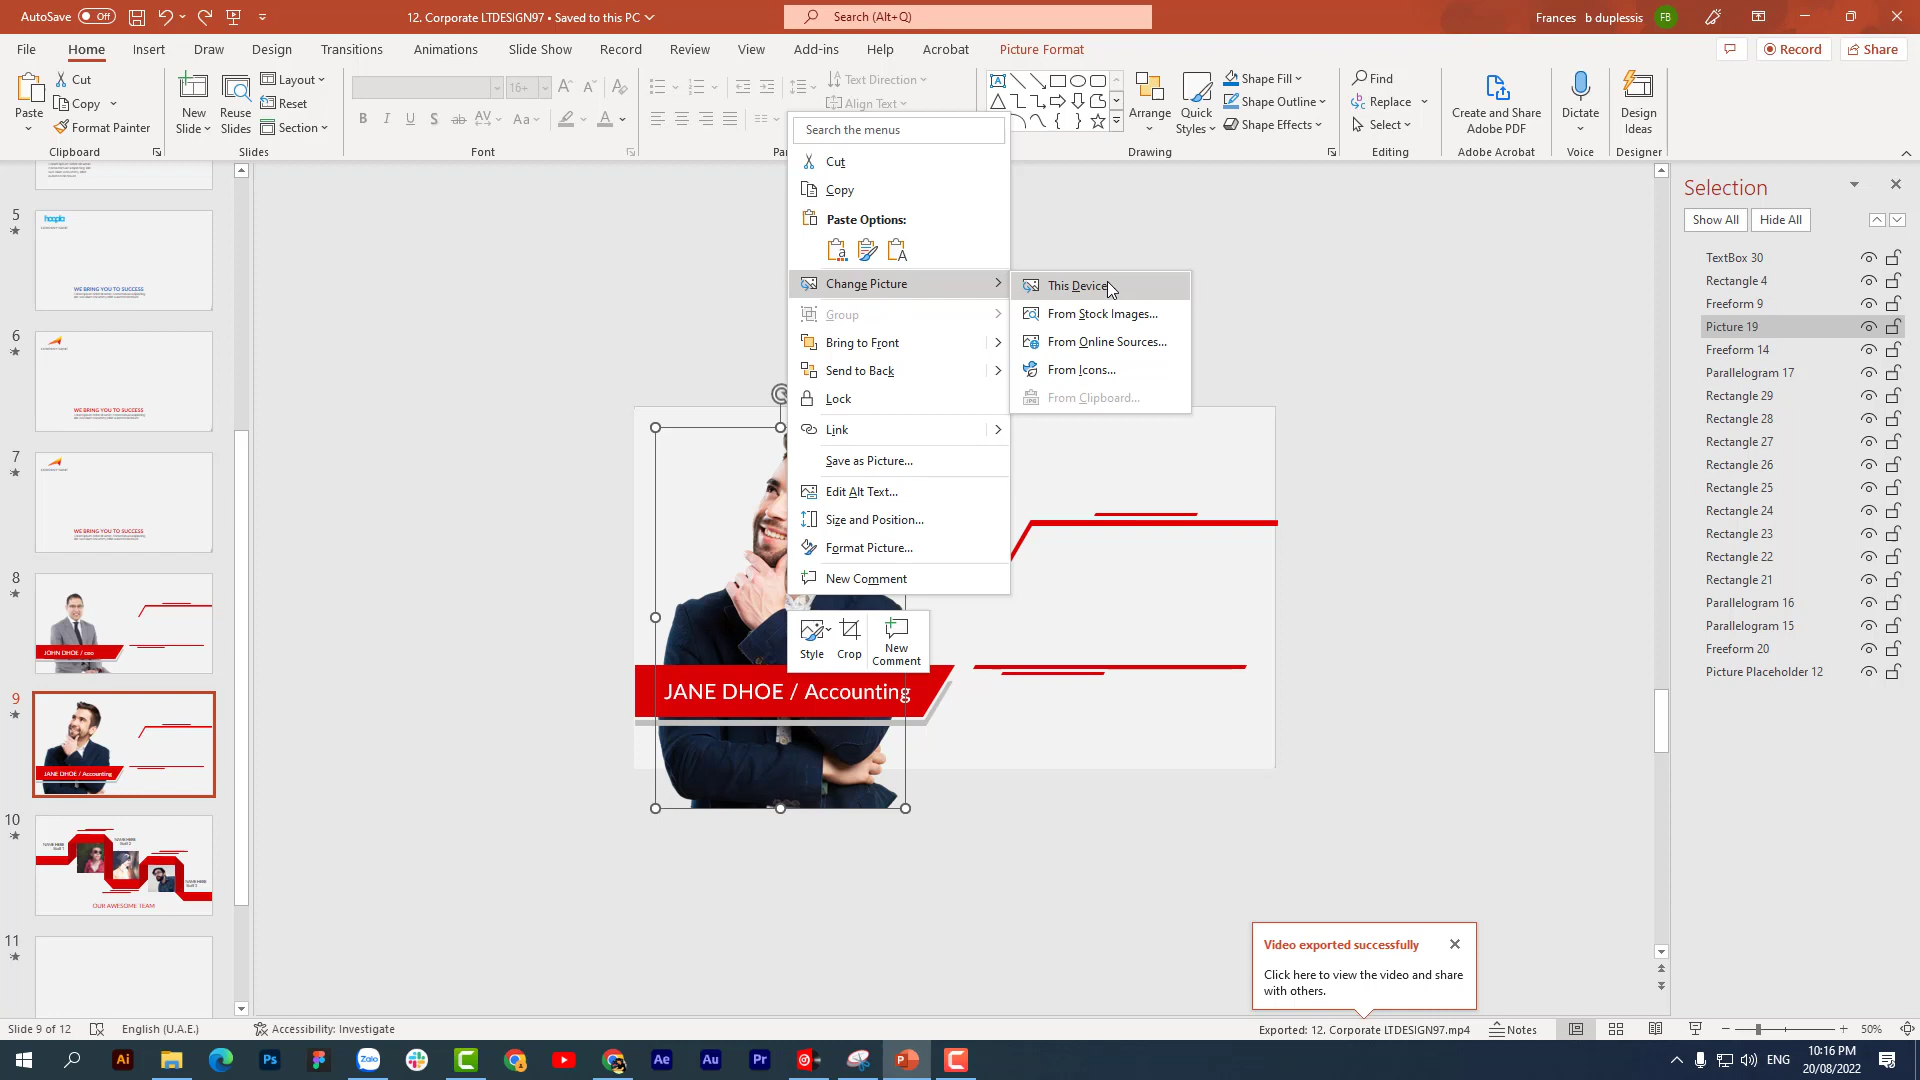 AutoSave Off
12. Corporate LTDESIGN97 • Saved to this PC
Search (Alt+Q)
Frances b duplessis FB
File Home Insert Draw Design Transitions Animations Slide Show Record Review View Add-ins Help Acrobat Picture Format
Record Share
Paste
Cut
Copy
Format Painter
Clipboard
New Slide
Reuse Slides
Layout
Reset
Section
Slides
16+
Font
Text Direction
Align Text
Arrange
Quick Styles
Shape Fill
Shape Outline
Shape Effects
Drawing
Find
Replace
Select
Editing
Create and Share Adobe PDF
Adobe Acrobat
Dictate
Voice
Design Ideas
Designer
Search the menus
Cut
Copy
Paste Options:
Change Picture
Group
Bring to Front
Send to Back
Lock
Link
Save as Picture...
Edit Alt Text...
Size and Position...
Format Picture...
New Comment
Style
Crop
New Comment
This Device
From Stock Images...
From Online Sources...
From Icons...
From Clipboard...
JANE DHOE / Accounting
5
hoopla
WE BRING YOU TO SUCCESS
6
WE BRING YOU TO SUCCESS
7
WE BRING YOU TO SUCCESS
8
JOHN DHOE / ceo
9
JANE DHOE / Accounting
10
OUR AWESOME TEAM
11
Selection
Show All
Hide All
TextBox 30
Rectangle 4
Freeform 9
Picture 19
Freeform 14
Parallelogram 17
Rectangle 29
Rectangle 28
Rectangle 27
Rectangle 26
Rectangle 25
Rectangle 24
Rectangle 23
Rectangle 22
Rectangle 21
Parallelogram 16
Parallelogram 15
Freeform 20
Picture Placeholder 12
Video exported successfully
Click here to view the video and share
with others.
Slide 9 of 12
English (U.A.E.)
Accessibility: Investigate
Exported: 12. Corporate LTDESIGN97.mp4
Notes
50%
Ai
Ps
Zalo
Ae
Au
Pr
ENG
10:16 PM
20/08/2022